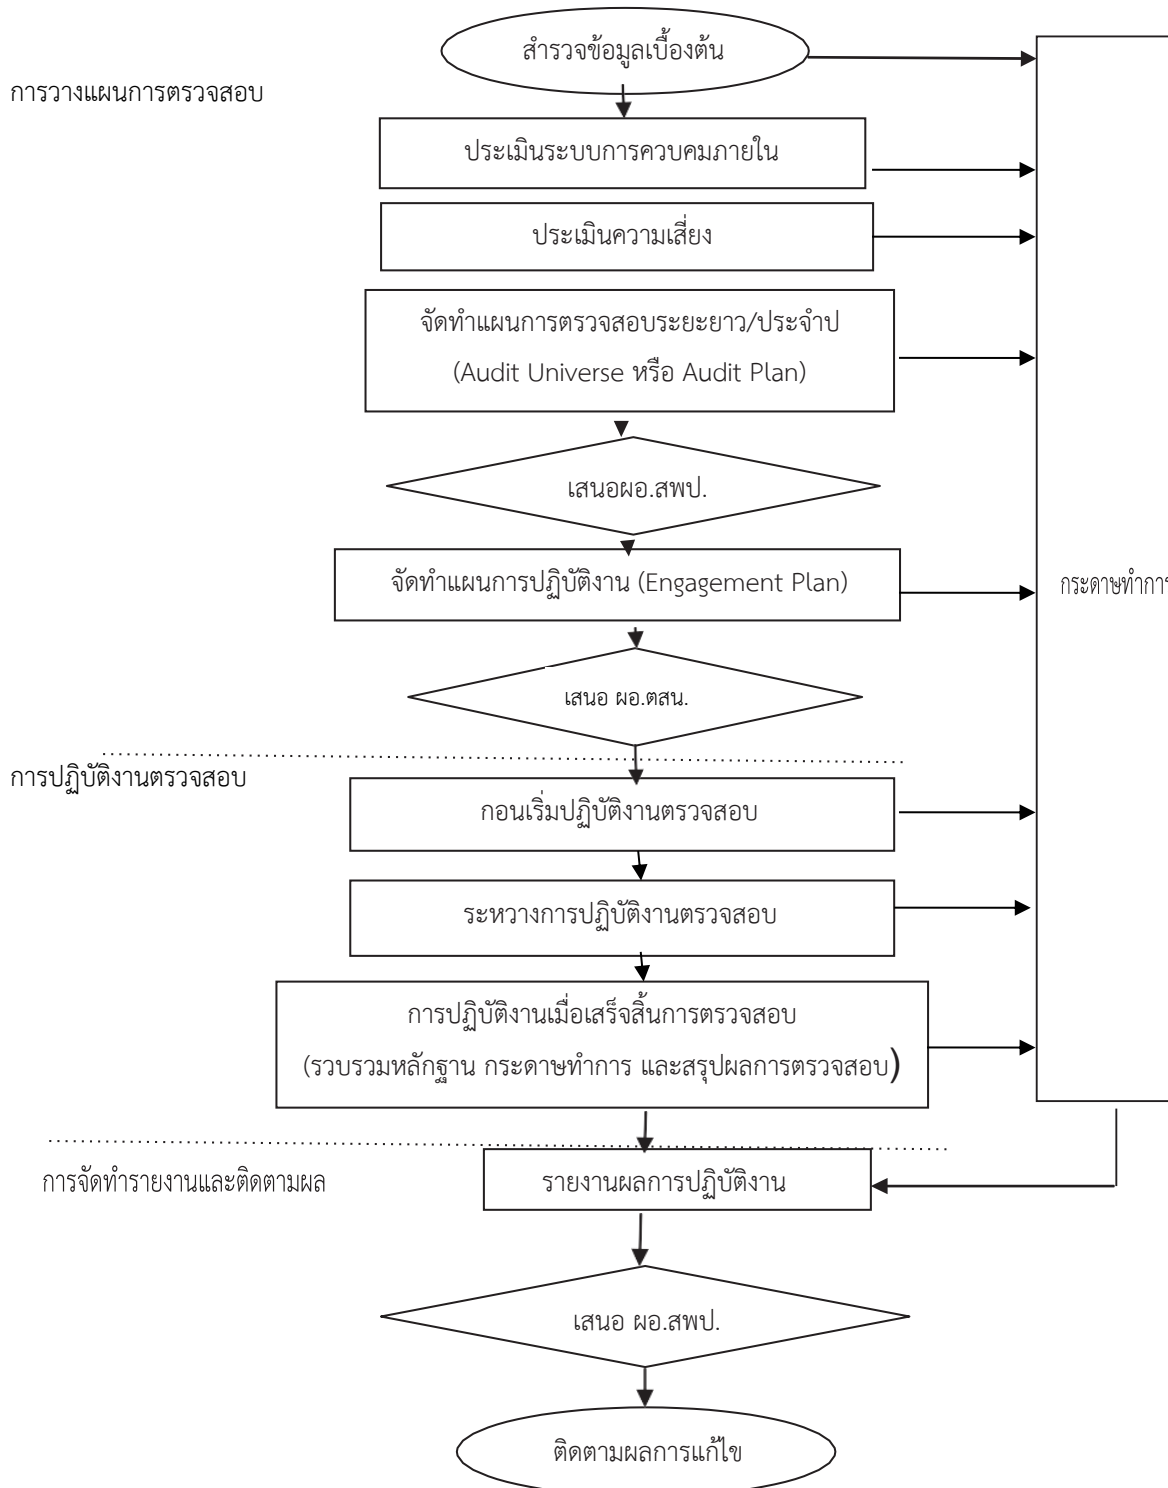 สำรวจข้อมูลเบื้องต้น
การวางแผนการตรวจสอบ
ประเมินระบบการควบคมภายใน
ประเมินความเสี่ยง
จัดทำแผนการตรวจสอบระยะยาว/ประจำป
(Audit Universe หรือ Audit Plan)
เสนอผอ.สพป.
จัดทำแผนการปฏิบัติงาน (Engagement Plan)
กระดาษทำการ
เสนอ ผอ.ตสน.
การปฏิบัติงานตรวจสอบ
กอนเริ่มปฏิบัติงานตรวจสอบ
ระหวางการปฏิบัติงานตรวจสอบ
การปฏิบัติงานเมื่อเสร็จสิ้นการตรวจสอบ
(รวบรวมหลักฐาน กระดาษทำการ และสรุปผลการตรวจสอบ)
การจัดทำรายงานและติดตามผล
รายงานผลการปฏิบัติงาน
เสนอ ผอ.สพป.
ติดตามผลการแก้ไข